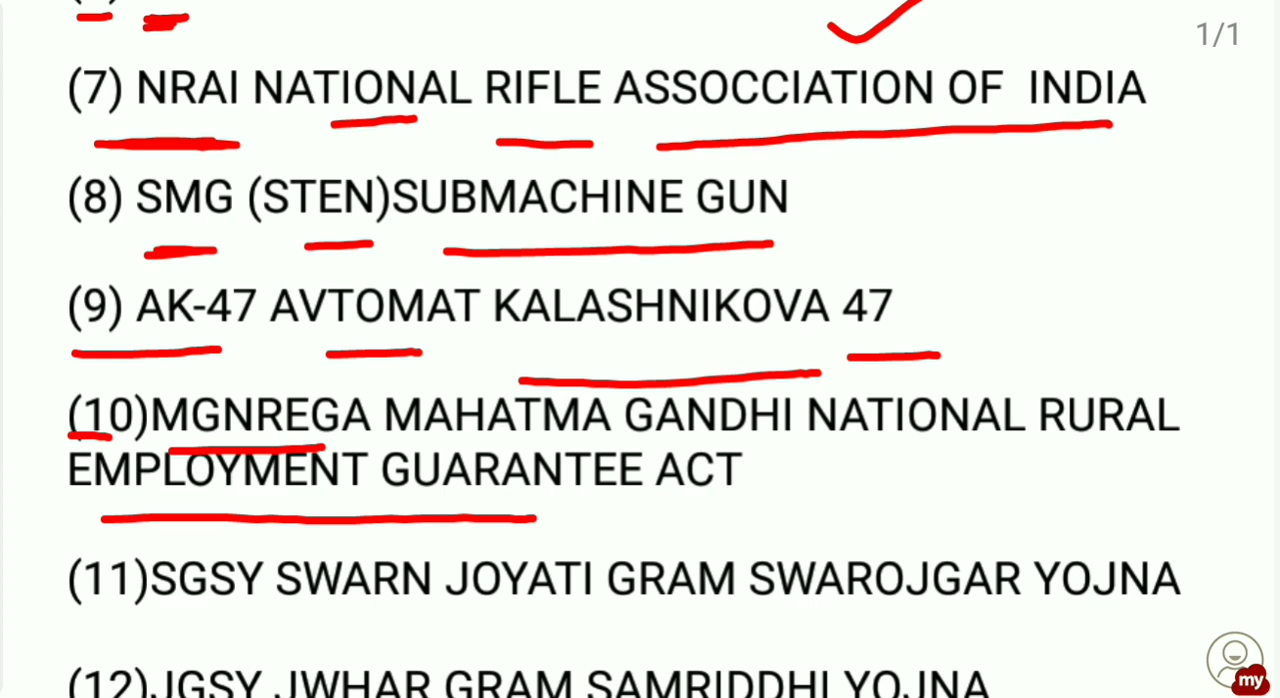 1/1
(7) NRAI NATIONAL RIFLE ASSOCCIATION OF INDIA
(8) SMG (STEN)SUBMACHINE GUN
(9) AK-47 AVTOMAT KALASHNIKOVA 47
(10)MGNREGA MAHATMA GANDHI NATIONAL RURAL
EMPLOYMENT GUARANTEE ACT
(11)SGSY SWARN JOYATI GRAM SWAROJGAR YOJNA
(12)JGSY JWHAR GRAM SAMRIDDHI YOJNA
my